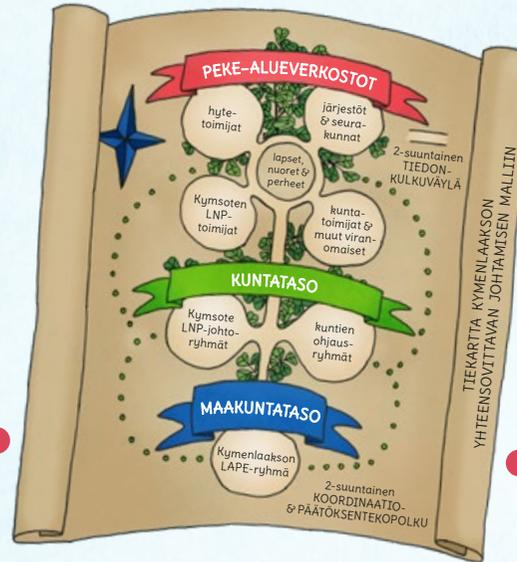 PEKE-ALUEVERKOSTOT
hyte-
toimijat
järjestöt
& seura-
kunnat
lapset,
nuoret &
perheet
2-suuntainen
TIEDON-
KULKUVÄYLÄ
Kymsoten
LNP-
toimijat
kunta-
toimijat &
muut viran-
omaiset
KUNTATASO
Kymsote
LNP-johto-
ryhmät
kuntien
ohjaus-
ryhmät
MAAKUNTATASO
Kymenlaakson
LAPE-ryhmä
2-suuntainen
KOORDINAATIO-
& PÄÄTÖKSENTEKOPOLKU
TIEKARTTA KYMENLAAKSON
YHTEENSOVITTAVAN JOHTAMISEN MALLIIN